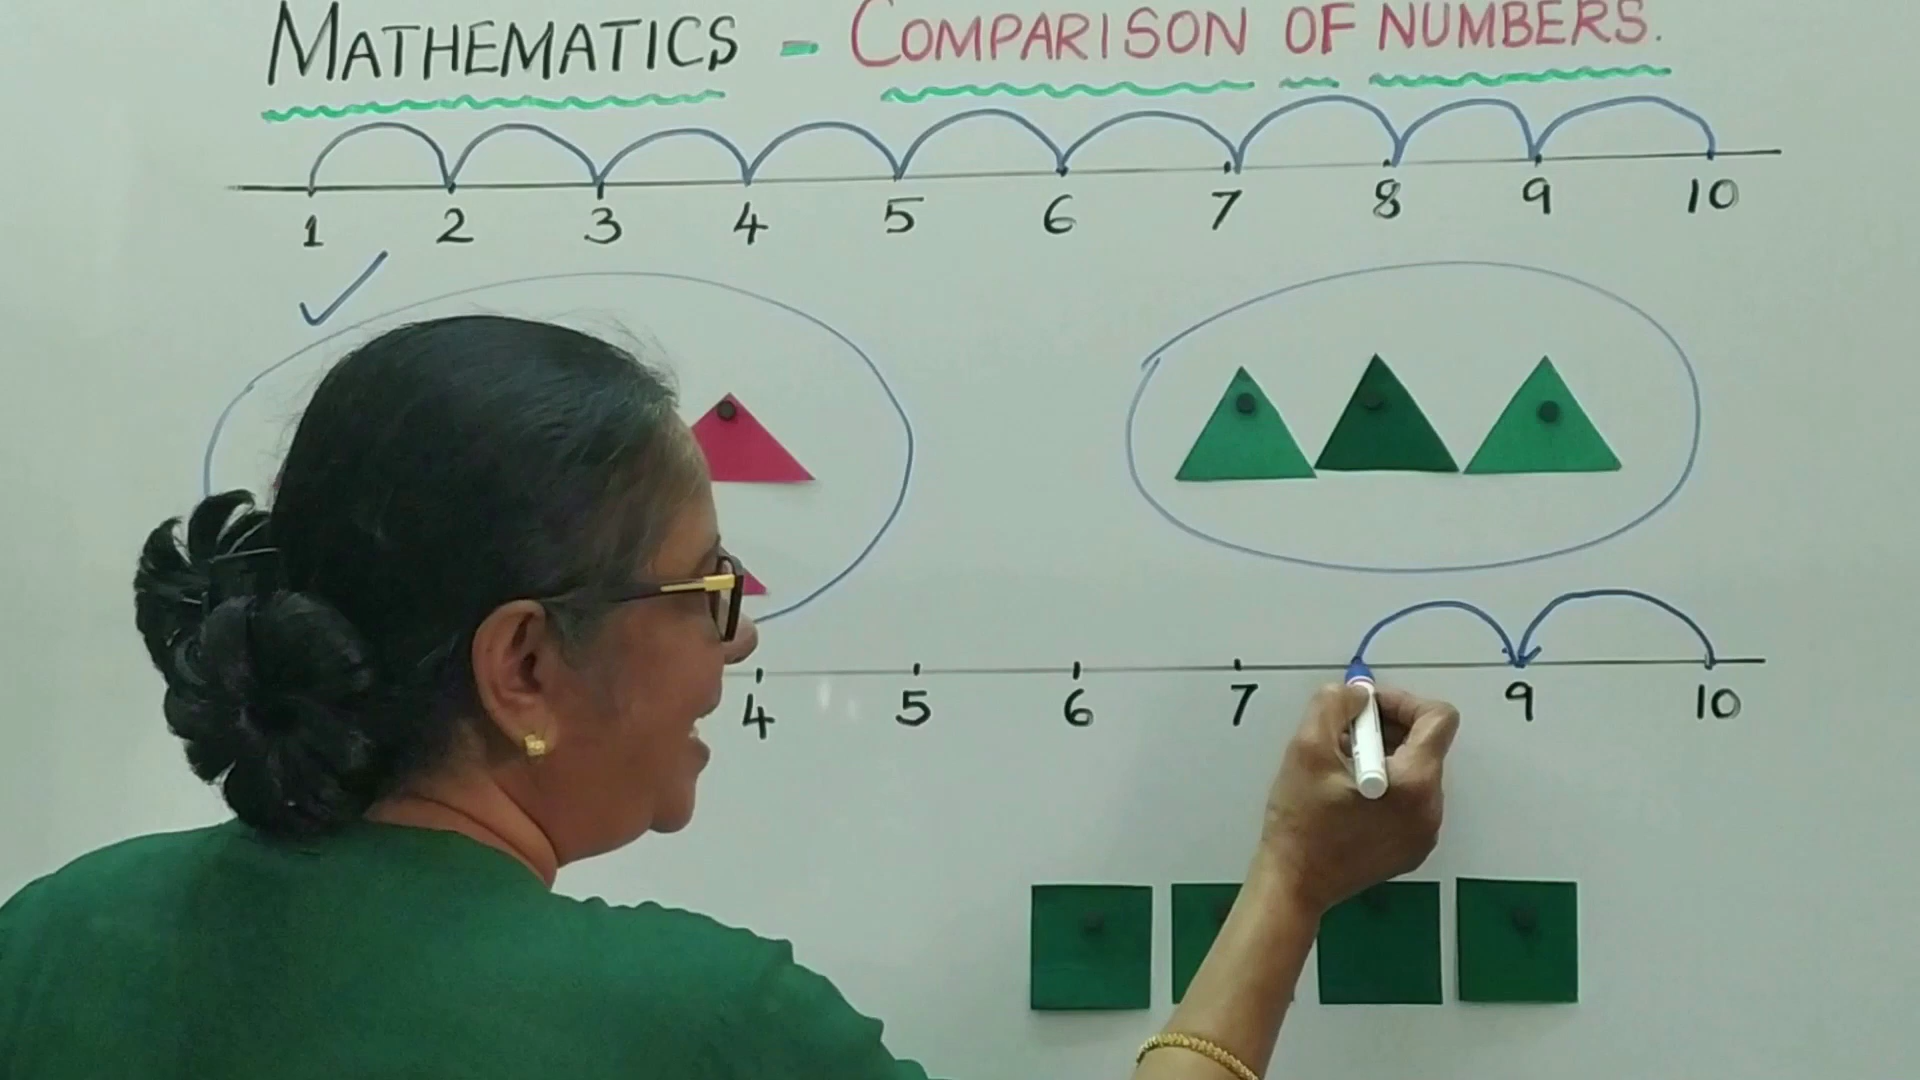 MATHEMATICS - COMPARISON OF NUMBERS.
1 2 3 4 5 6 7 8 9 10
4 5 6 7 9 10